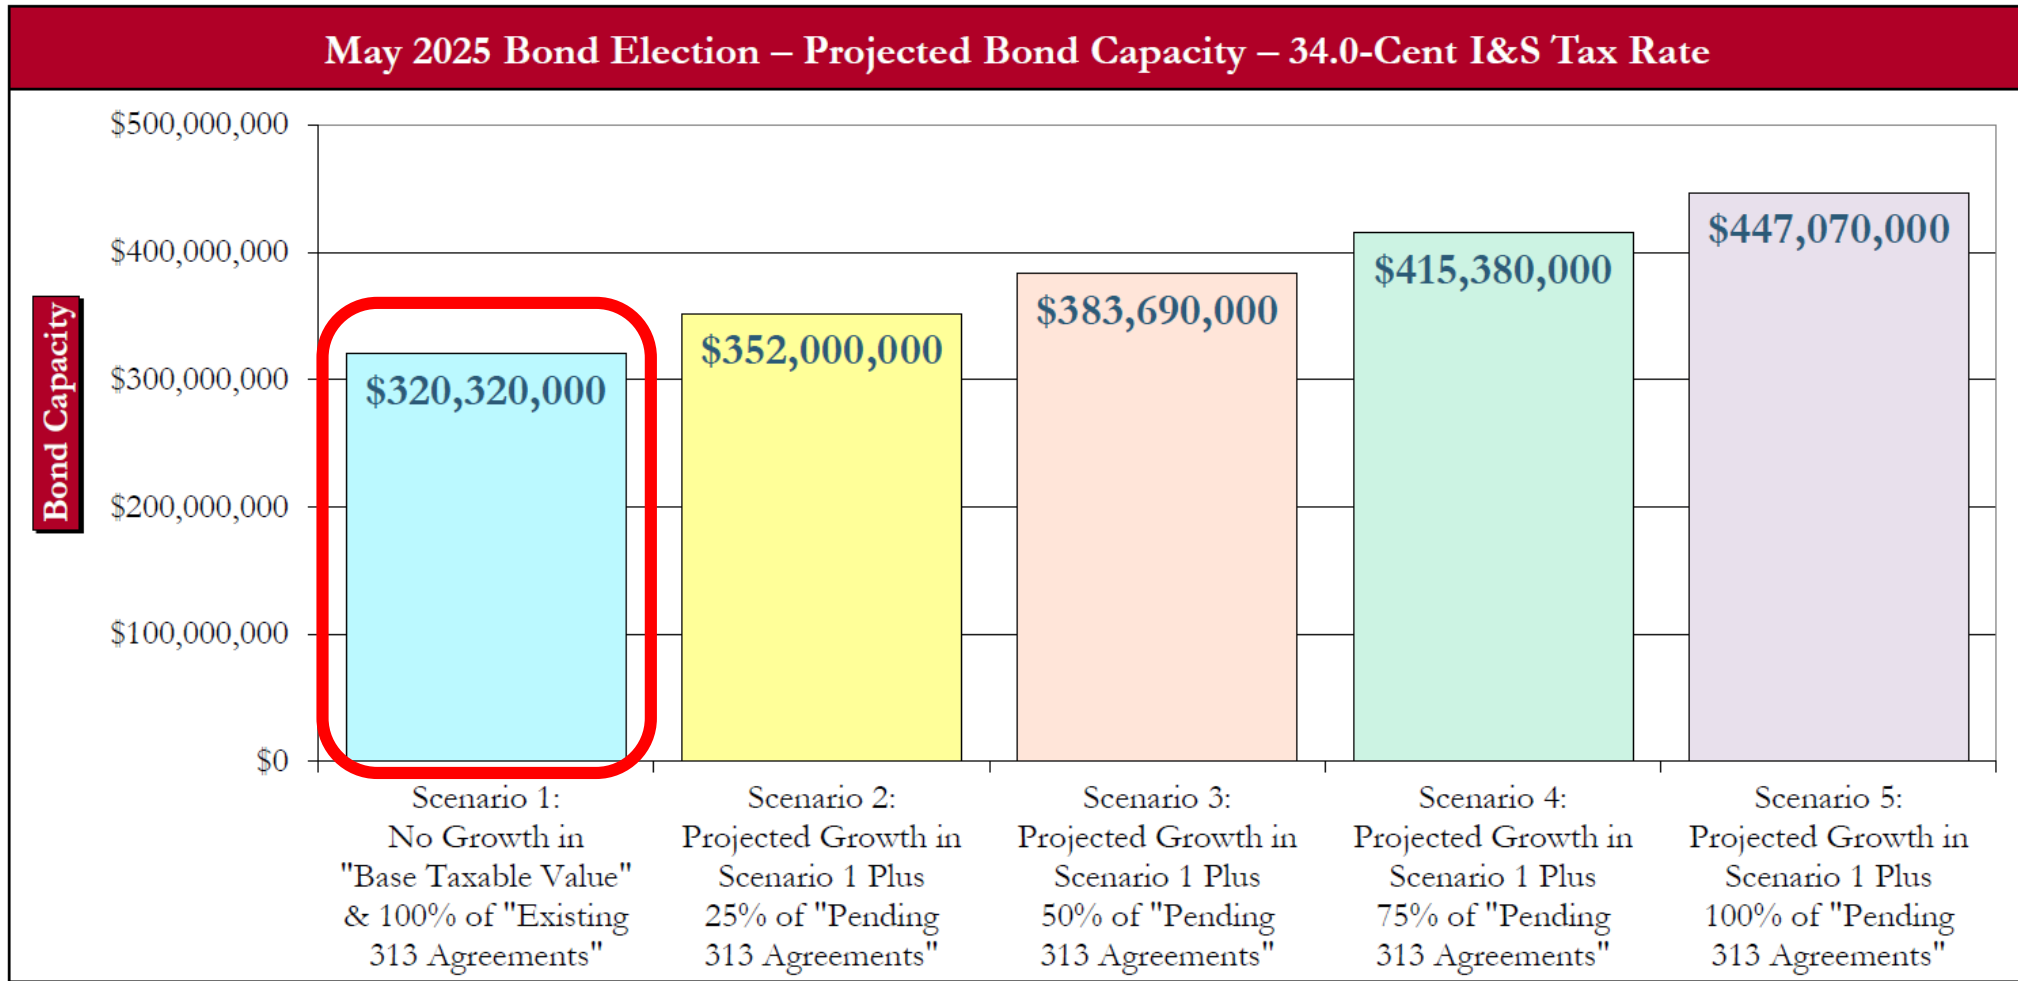 May 2025 Bond Election – Projected Bond Capacity – 34.0-Cent I&S Tax Rate
Bond Capacity
$500,000,000
$400,000,000
$300,000,000
$200,000,000
$100,000,000
$0
$320,320,000
$352,000,000
$383,690,000
$415,380,000
$447,070,000
Scenario 1:
No Growth in
"Base Taxable Value"
& 100% of "Existing
313 Agreements"
Scenario 2:
Projected Growth in
Scenario 1 Plus
25% of "Pending
313 Agreements"
Scenario 3:
Projected Growth in
Scenario 1 Plus
50% of "Pending
313 Agreements"
Scenario 4:
Projected Growth in
Scenario 1 Plus
75% of "Pending
313 Agreements"
Scenario 5:
Projected Growth in
Scenario 1 Plus
100% of "Pending
313 Agreements"